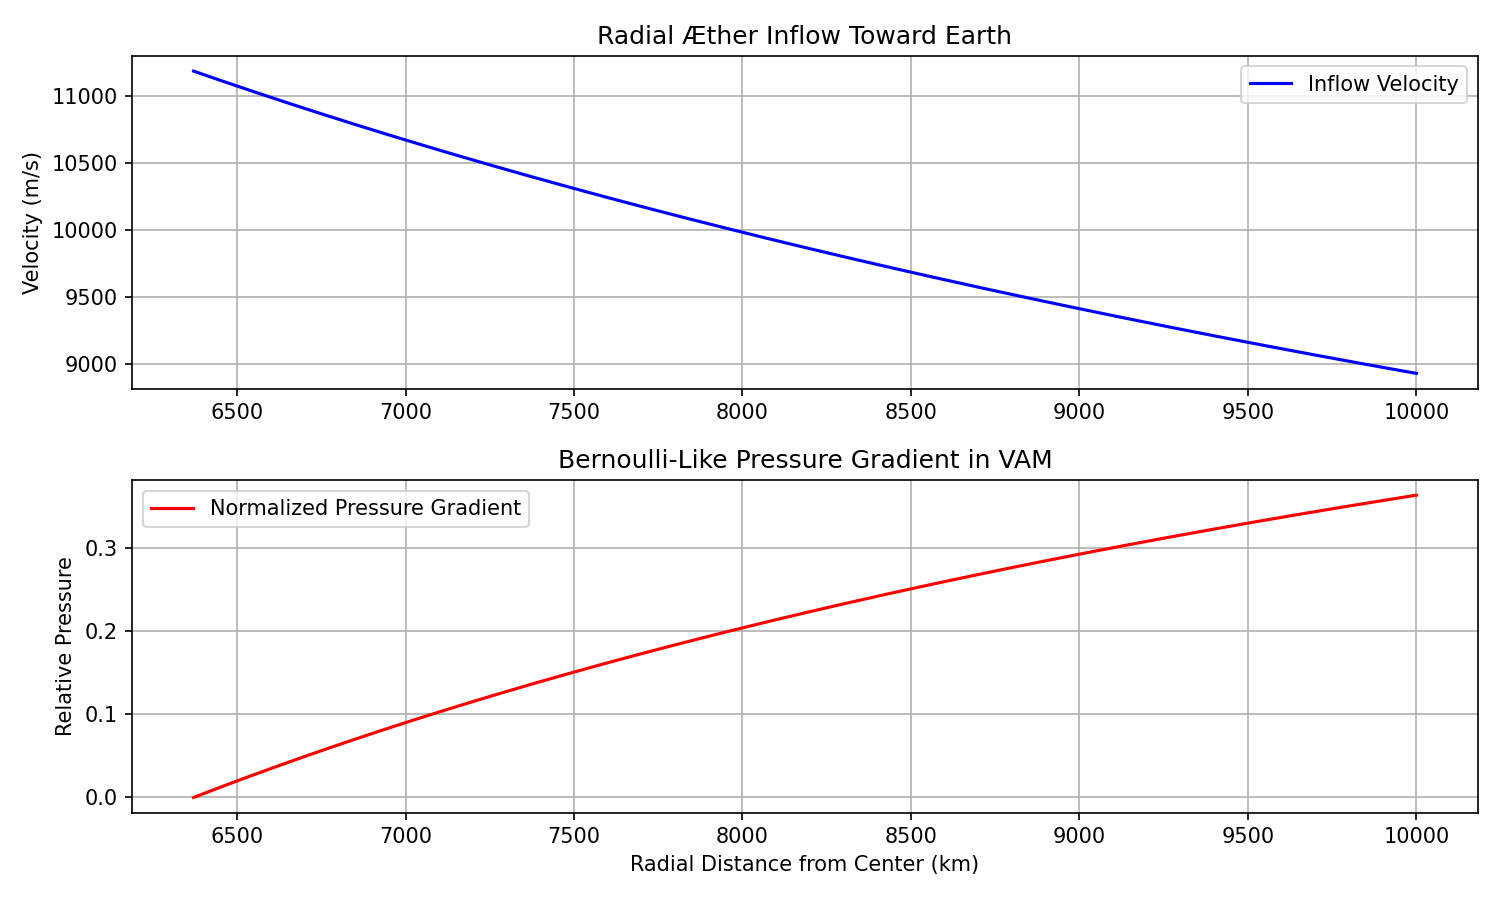 Radial Æther Inflow Toward Earth
Inflow Velocity
Velocity (m/s)
11000
10500
10000
9500
9000
6500 7000 7500 8000 8500 9000 9500 10000
Bernoulli-Like Pressure Gradient in VAM
Normalized Pressure Gradient
Relative Pressure
0.3
0.2
0.1
0.0
6500 7000 7500 8000 8500 9000 9500 10000
Radial Distance from Center (km)